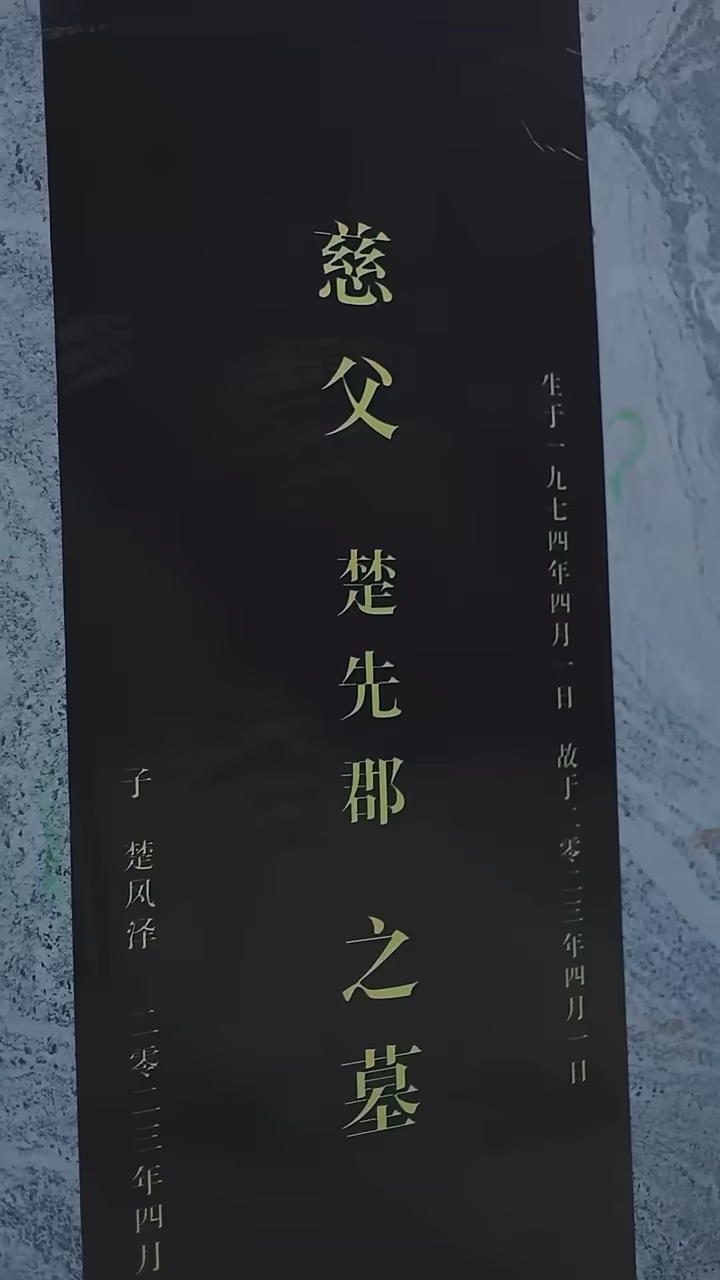 生于一九七四年四月一日 故于二零二三年四月一日
慈父 楚先郡 之墓
子 楚风泽 二零二三年四月